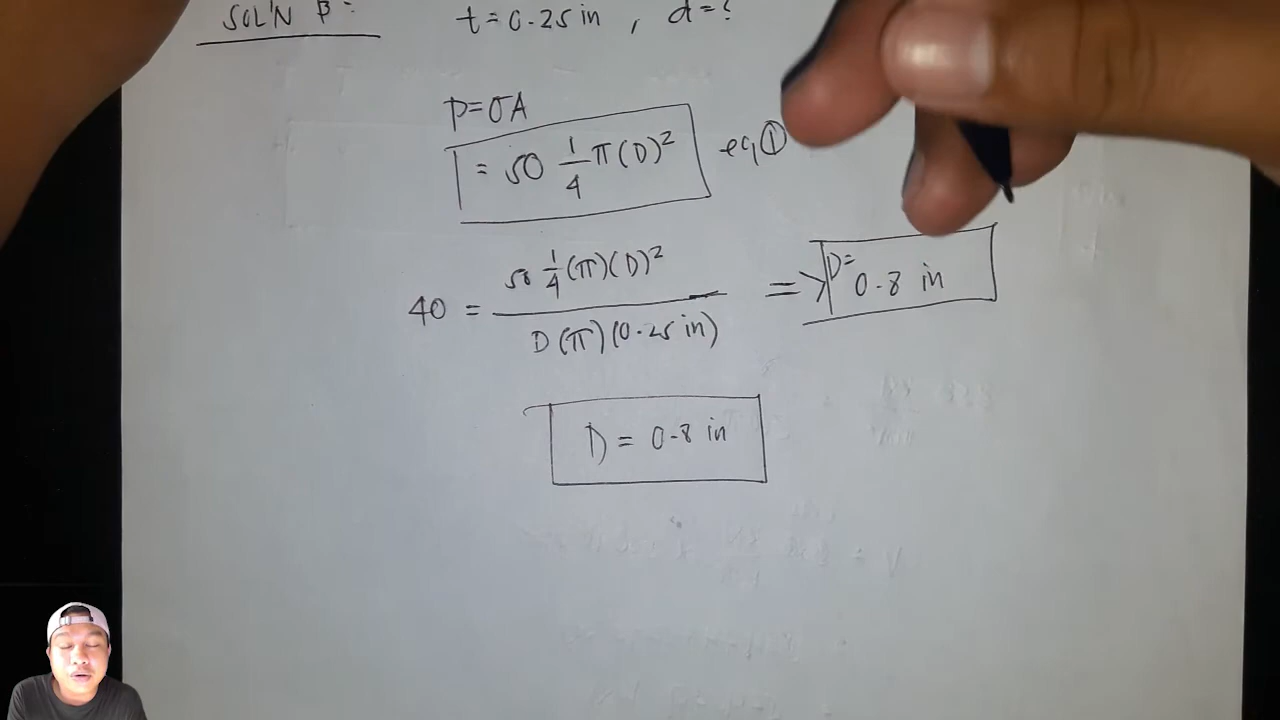 SOL'N B:
t=0.25 in , d=?
P=σA
= 50 1/4 π(D)² eq ①
40 = 50 1/4 (π)(D)² / D(π)(0.25 in) => D= 0.8 in
D = 0.8 in